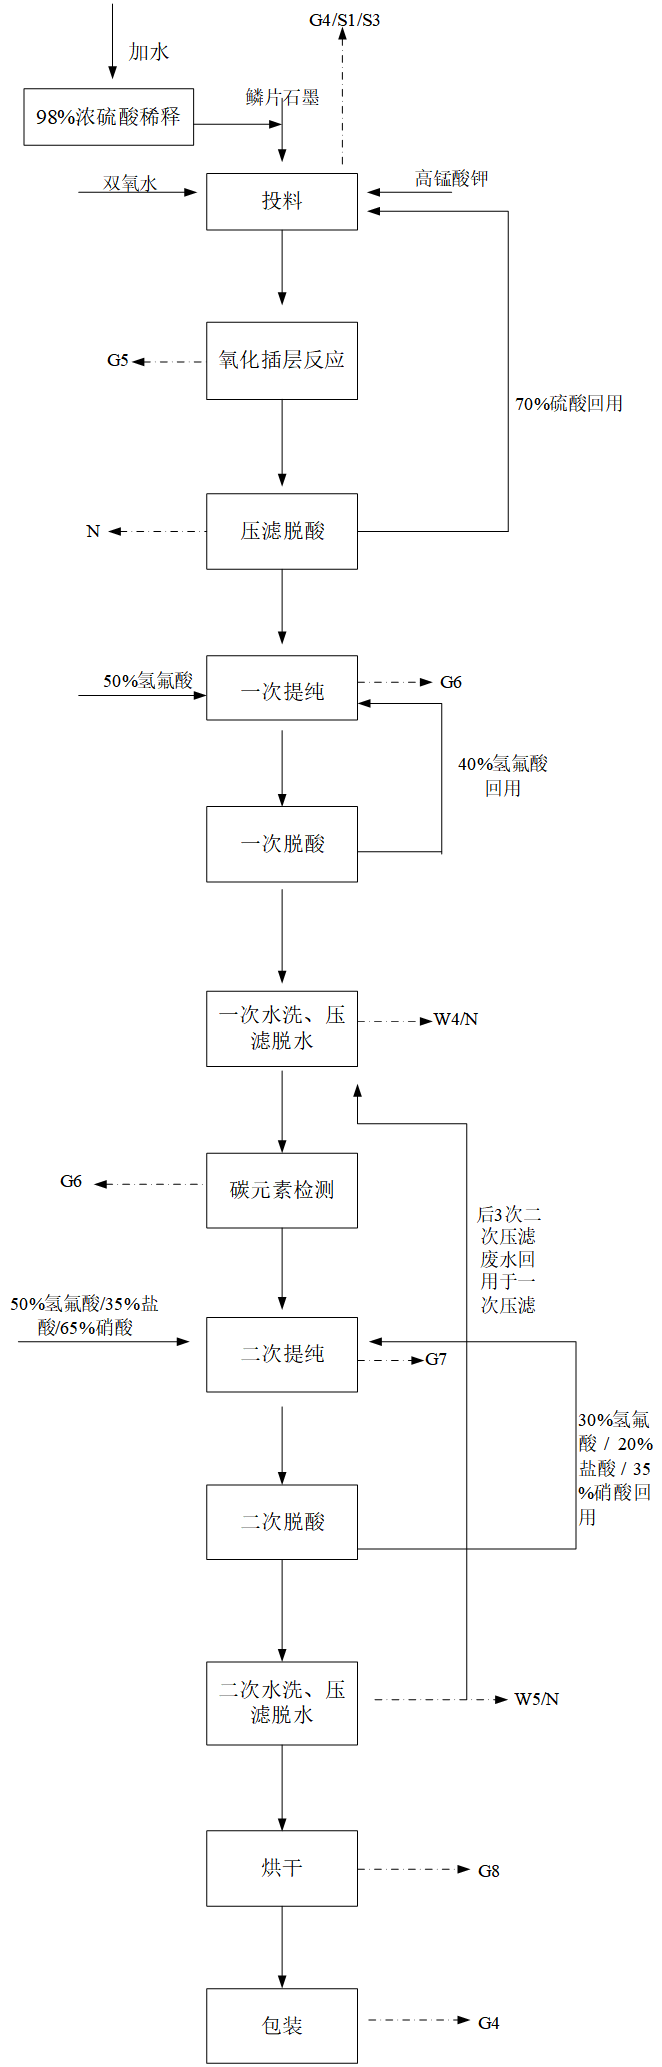 G4/S1/S3
加水
鳞片石墨
98%浓硫酸稀释
双氧水
高锰酸钾
投料
G5
氧化插层反应
70%硫酸回用
N
压滤脱酸
50%氢氟酸
一次提纯
G6
40%氢氟酸
回用
一次脱酸
一次水洗、压
滤脱水
W4/N
G6
碳元素检测
后3次二
次压滤
废水回
用于一
次压滤
50%氢氟酸/35%盐
酸/65%硝酸
二次提纯
G7
30%氢氟
酸 / 20%
盐酸 / 35
%硝酸回
用
二次脱酸
二次水洗、压
滤脱水
W5/N
烘干
G8
包装
G4